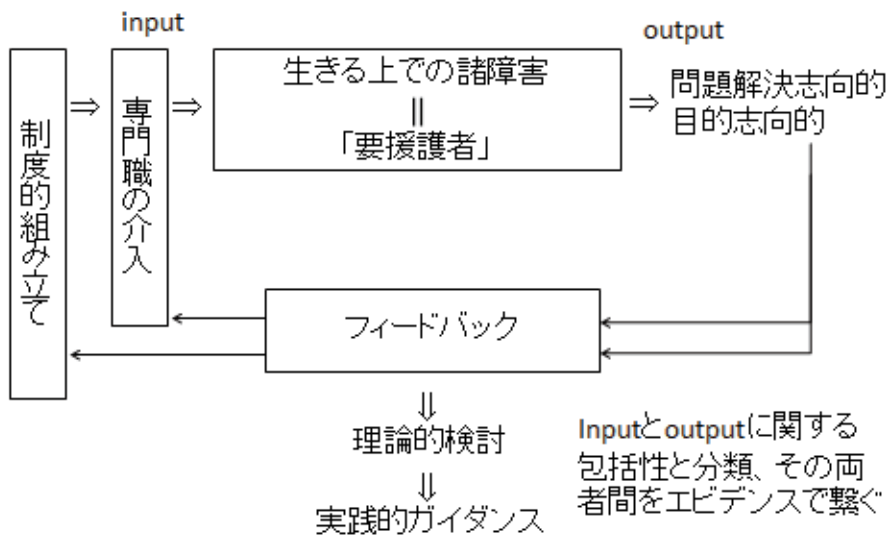 input
output
制度的組み立て
専門職の介入
生きる上での諸障害
॥
「要援護者」
問題解決志向的
目的志向的
フィードバック
理論的検討
実践的ガイダンス
Inputとoutputに関する
包括性と分類、その両
者間をエビデンスで繋ぐ